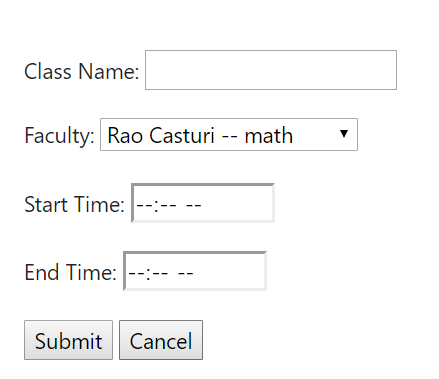 Class Name:
Faculty: Rao Casturi -- math
Start Time: --:-- --
End Time: --:-- --
Submit Cancel